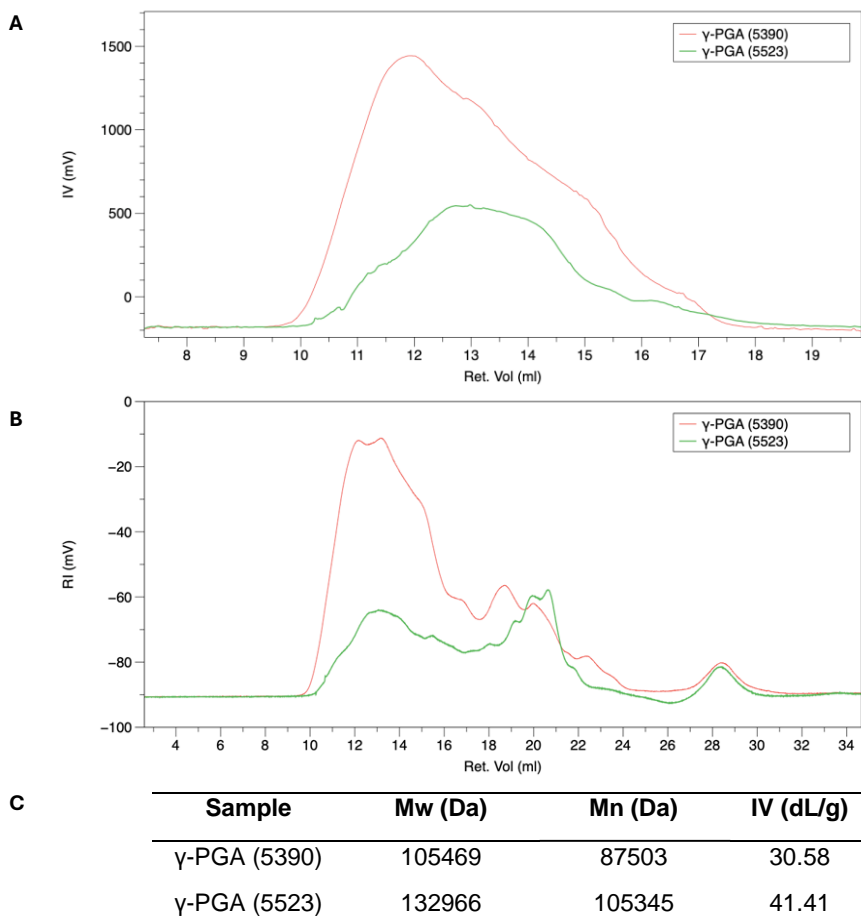 A
1500
1000
500
0
IV (mV)
γ-PGA (5390)
γ-PGA (5523)
8 9 10 11 12 13 14 15 16 17 18 19
Ret. Vol (ml)
B
0
−20
−40
−60
−80
−100
RI (mV)
γ-PGA (5390)
γ-PGA (5523)
4 6 8 10 12 14 16 18 20 22 24 26 28 30 32 34
Ret. Vol (ml)
C
Sample Mw (Da) Mn (Da) IV (dL/g)
γ-PGA (5390) 105469 87503 30.58
γ-PGA (5523) 132966 105345 41.41